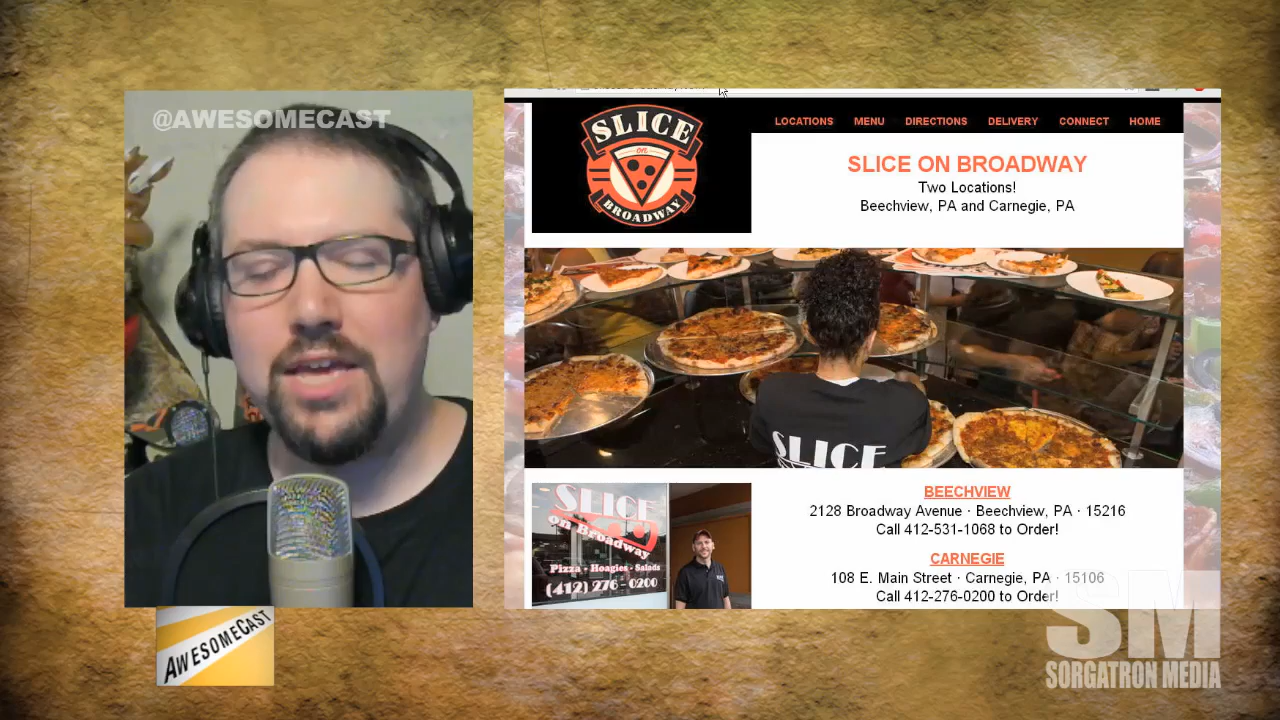 @AWESOMECAST
SLICE
on
BROADWAY
LOCATIONS MENU DIRECTIONS DELIVERY CONNECT HOME
SLICE ON BROADWAY
Two Locations!
Beechview, PA and Carnegie, PA
SLICE
SLICE
on Broadway
Pizza - Hoagies - Salads
(412) 276 - 0200
BEECHVIEW
2128 Broadway Avenue · Beechview, PA · 15216
Call 412-531-1068 to Order!
CARNEGIE
108 E. Main Street · Carnegie, PA · 15106
Call 412-276-0200 to Order!
AWESOMECAST
SM
SORGATRON MEDIA